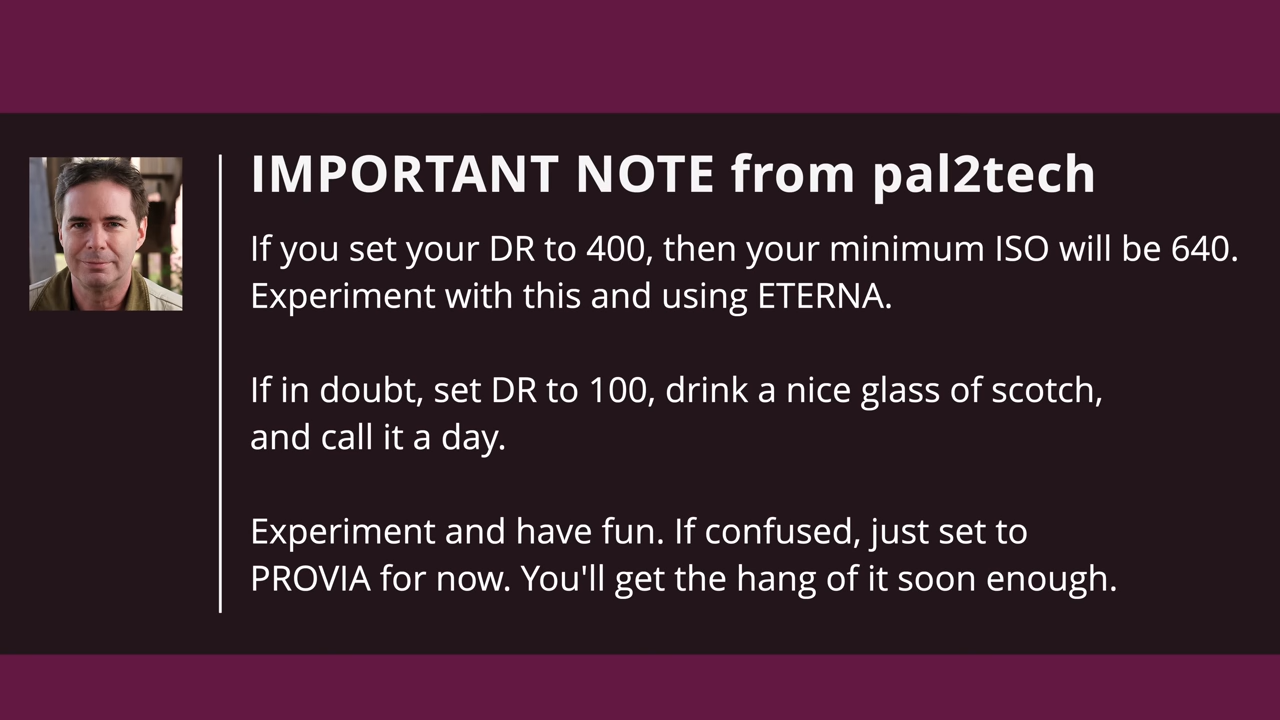 IMPORTANT NOTE from pal2tech
If you set your DR to 400, then your minimum ISO will be 640.
Experiment with this and using ETERNA.
If in doubt, set DR to 100, drink a nice glass of scotch,
and call it a day.
Experiment and have fun. If confused, just set to
PROVIA for now. You'll get the hang of it soon enough.